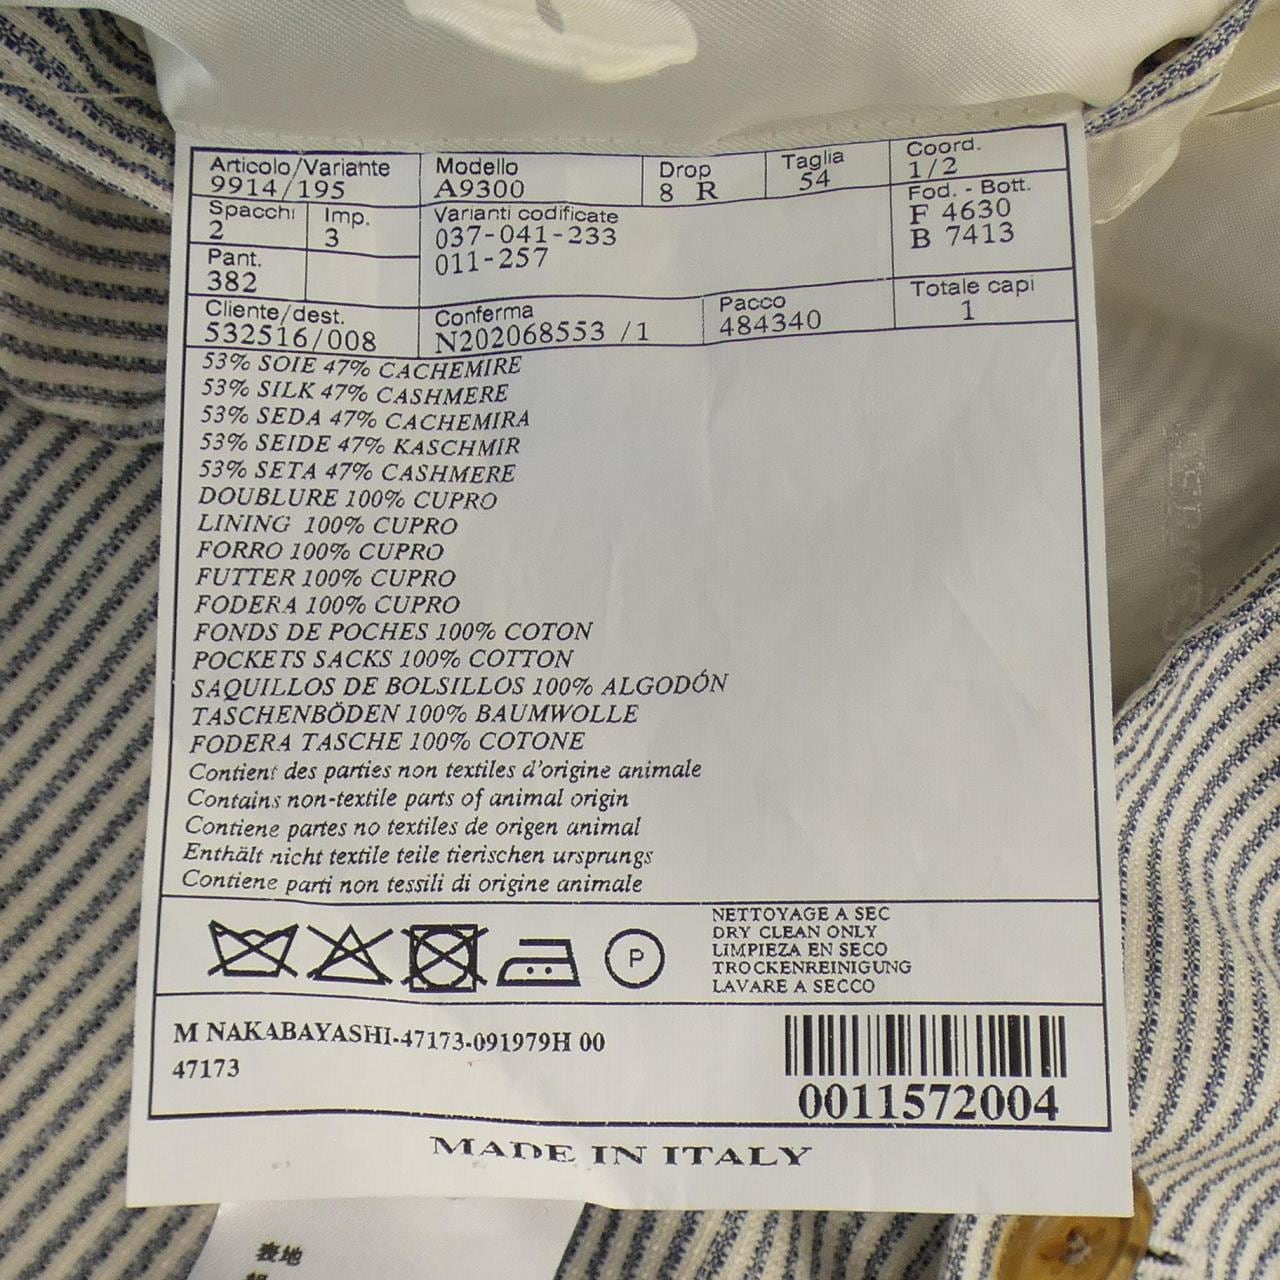 Articolo/Variante Modello Drop Taglia Coord.
9914/195 A9300 8 R 54 1/2
Spacchi Imp. Varianti codificate Fod. - Bott.
2 3 037-041-233 F 4630
011-257 B 7413
Pant.
382
Cliente/dest. Conferma Pacco Totale capi
532516/008 N202068553 /1 484340 1
53% SOIE 47% CACHEMIRE
53% SILK 47% CASHMERE
53% SEDA 47% CACHEMIRA
53% SEIDE 47% KASCHMIR
53% SETA 47% CASHMERE
DOUBLURE 100% CUPRO
LINING 100% CUPRO
FORRO 100% CUPRO
FUTTER 100% CUPRO
FODERA 100% CUPRO
FONDS DE POCHES 100% COTON
POCKETS SACKS 100% COTTON
SAQUILLOS DE BOLSILLOS 100% ALGODÓN
TASCHENBÖDEN 100% BAUMWOLLE
FODERA TASCHE 100% COTONE
Contient des parties non textiles d'origine animale
Contains non-textile parts of animal origin
Contiene partes no textiles de origen animal
Enthält nicht textile teile tierischen ursprungs
Contiene parti non tessili di origine animale
P
NETTOYAGE A SEC
DRY CLEAN ONLY
LIMPIEZA EN SECO
TROCKENREINIGUNG
LAVARE A SECCO
M NAKABAYASHI-47173-091979H 00
47173
0011572004
MADE IN ITALY
表地